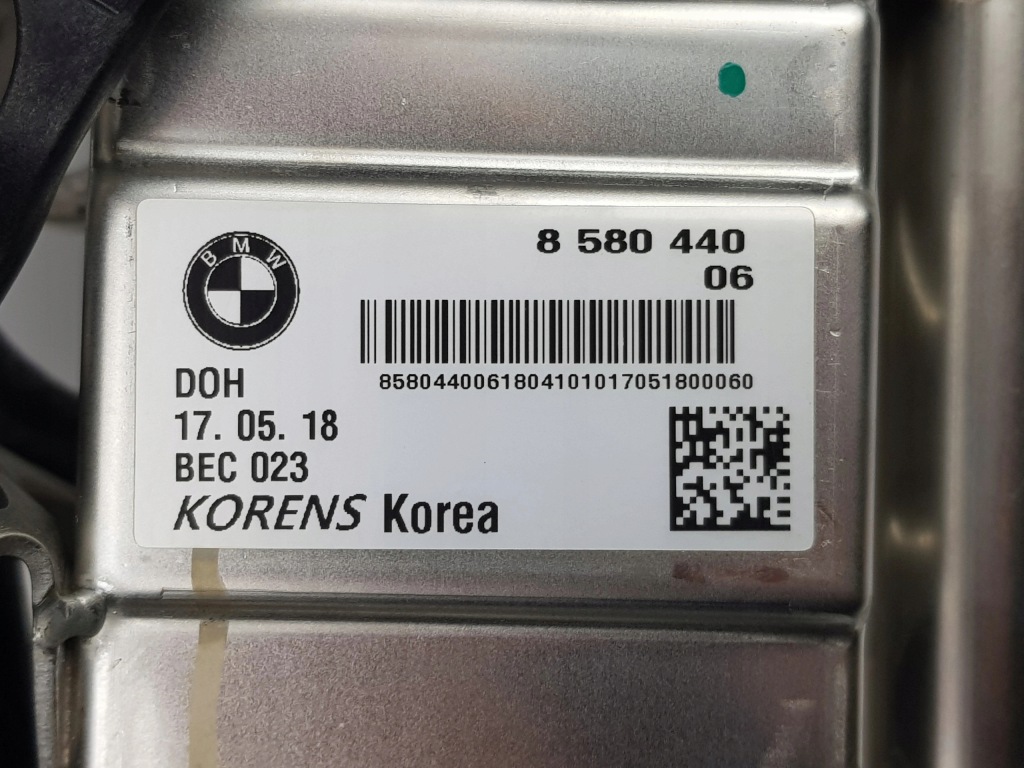 BMW
8 580 440
06
8580440061804101017051800060
DOH
17. 05. 18
BEC 023
KORENS Korea